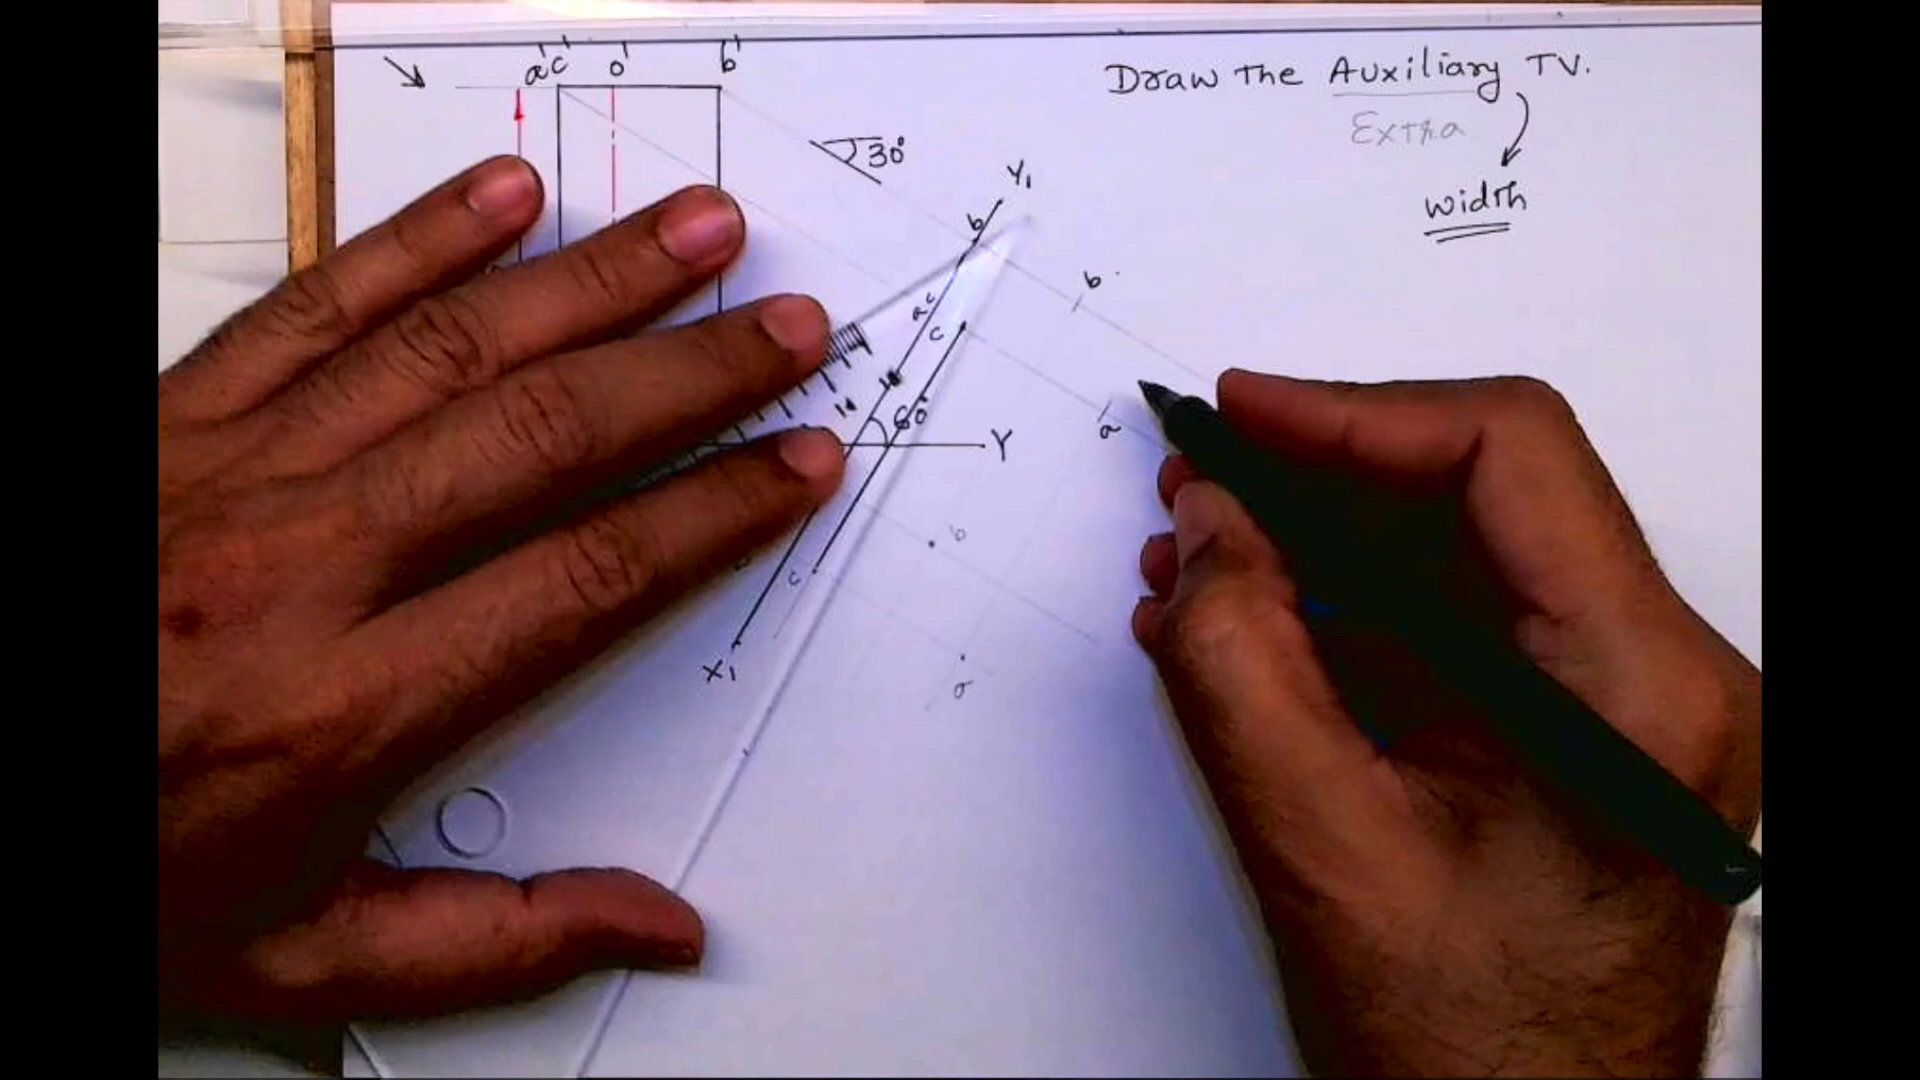 a'c' o' b'
Draw the Auxiliary TV.
Extra
30°
Y1
width
b
b
a c
c
60°
a
Y
b
c
X1